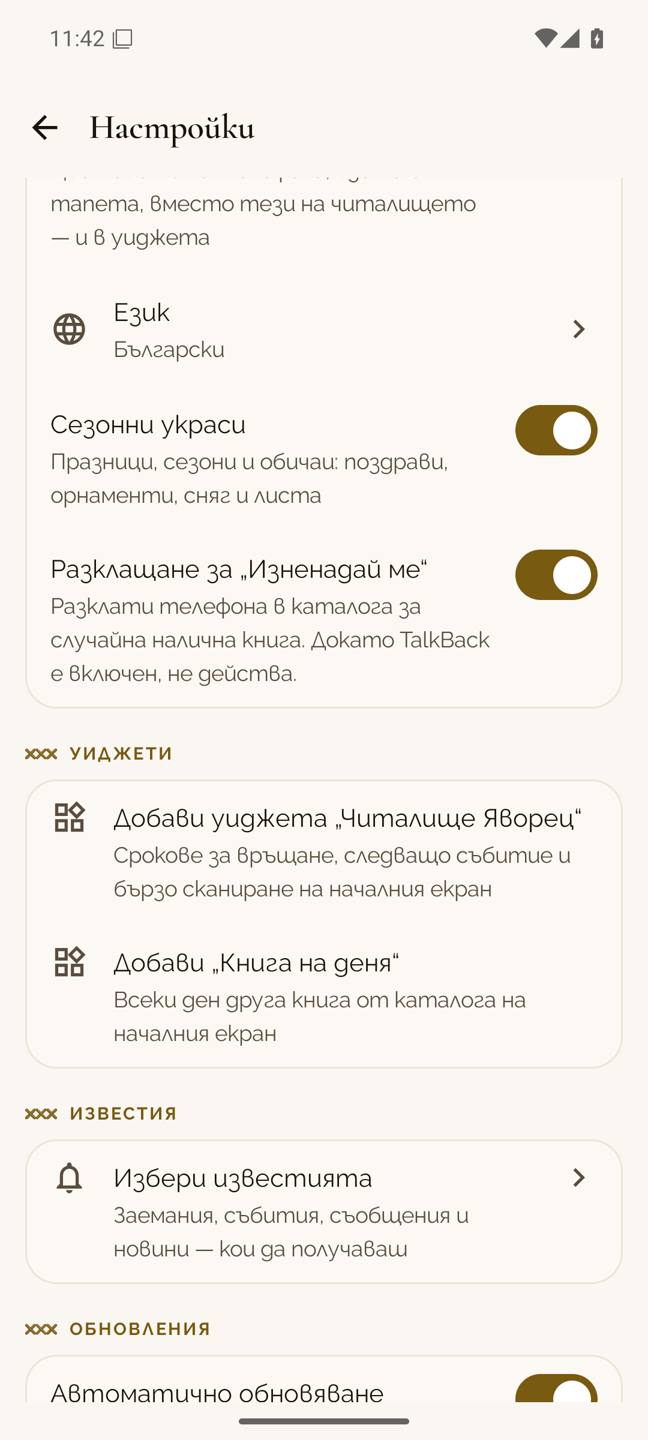 11:42
Настройки
тапета, вместо тези на читалището
— и в уиджета
Език
Български
Сезонни украси
Празници, сезони и обичаи: поздрави,
орнаменти, сняг и листа
Разклащане за „Изненадай ме“
Разклати телефона в каталога за
случайна налична книга. Докато TalkBack
е включен, не действа.
УИДЖЕТИ
Добави уиджета „Читалище Яворец“
Срокове за връщане, следващо събитие и
бързо сканиране на началния екран
Добави „Книга на деня“
Всеки ден друга книга от каталога на
началния екран
ИЗВЕСТИЯ
Избери известията
Заемания, събития, съобщения и
новини — кои да получаваш
ОБНОВЛЕНИЯ
Автоматично обновяване